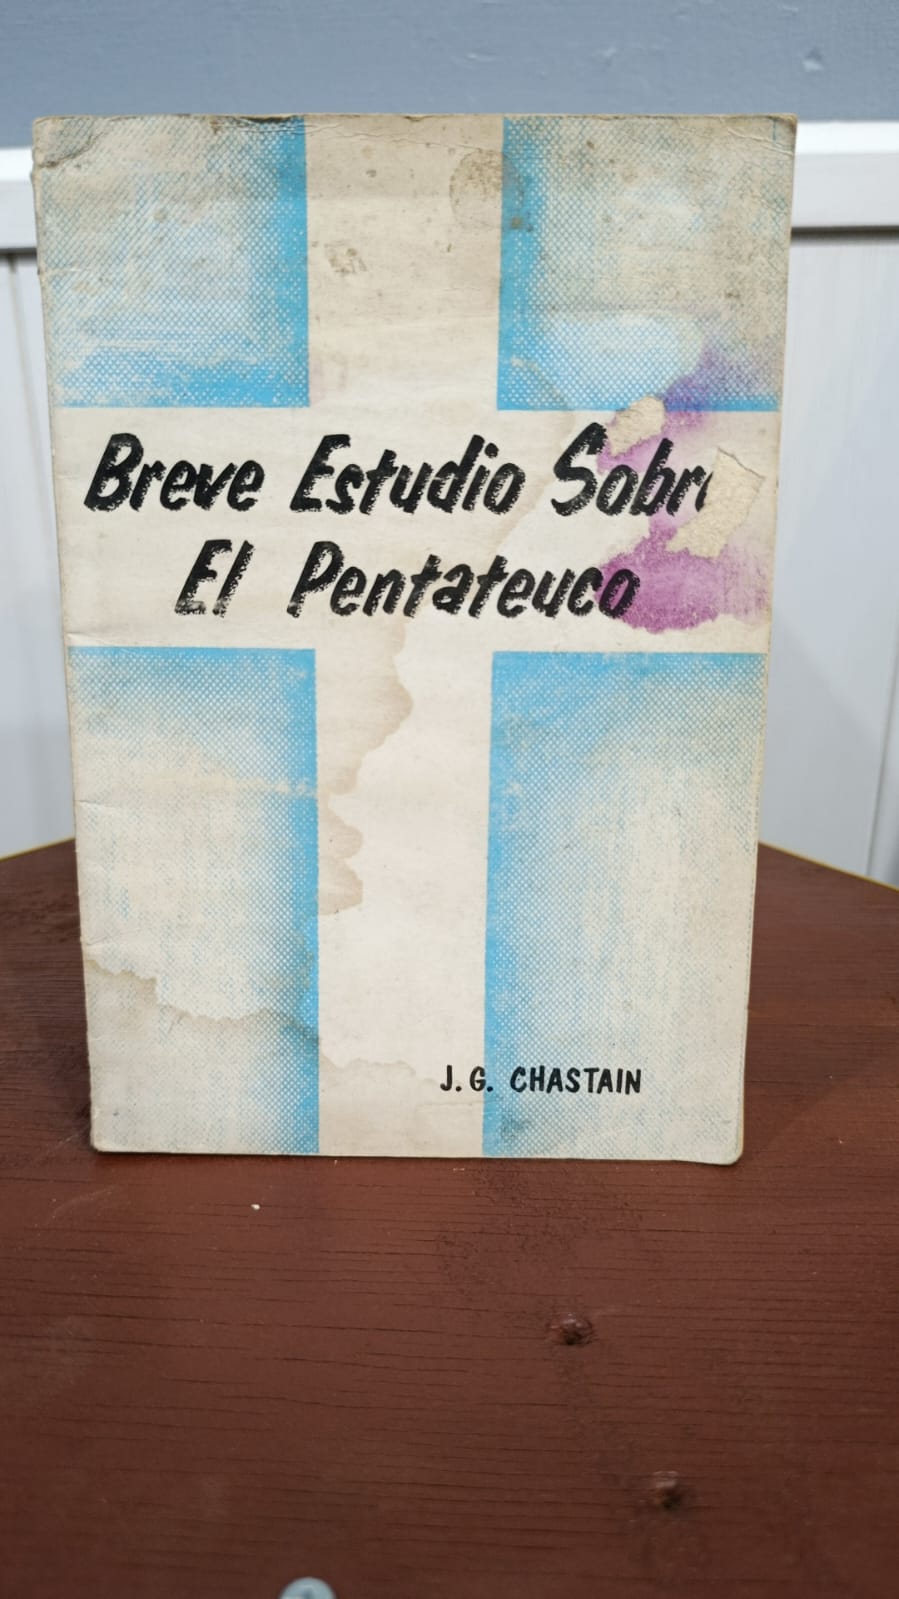 Breve Estudio Sobre
El Pentateuco
J. G. CHASTAIN